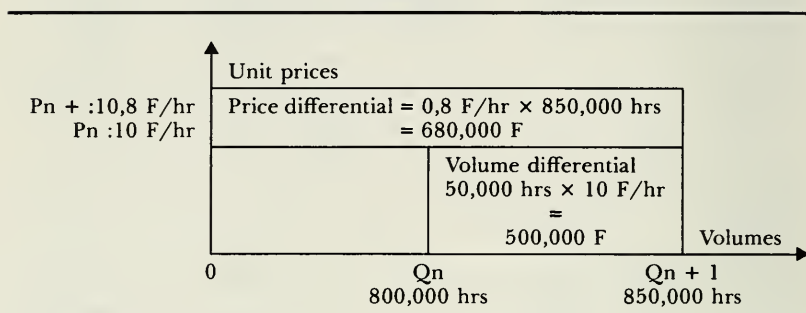 Unit prices
Pn + :10,8 F/hr
Price differential = 0,8 F/hr × 850,000 hrs
Pn :10 F/hr
= 680,000 F
Volume differential
50,000 hrs × 10 F/hr
=
500,000 F
Volumes
0
Qn
Qn + 1
800,000 hrs
850,000 hrs